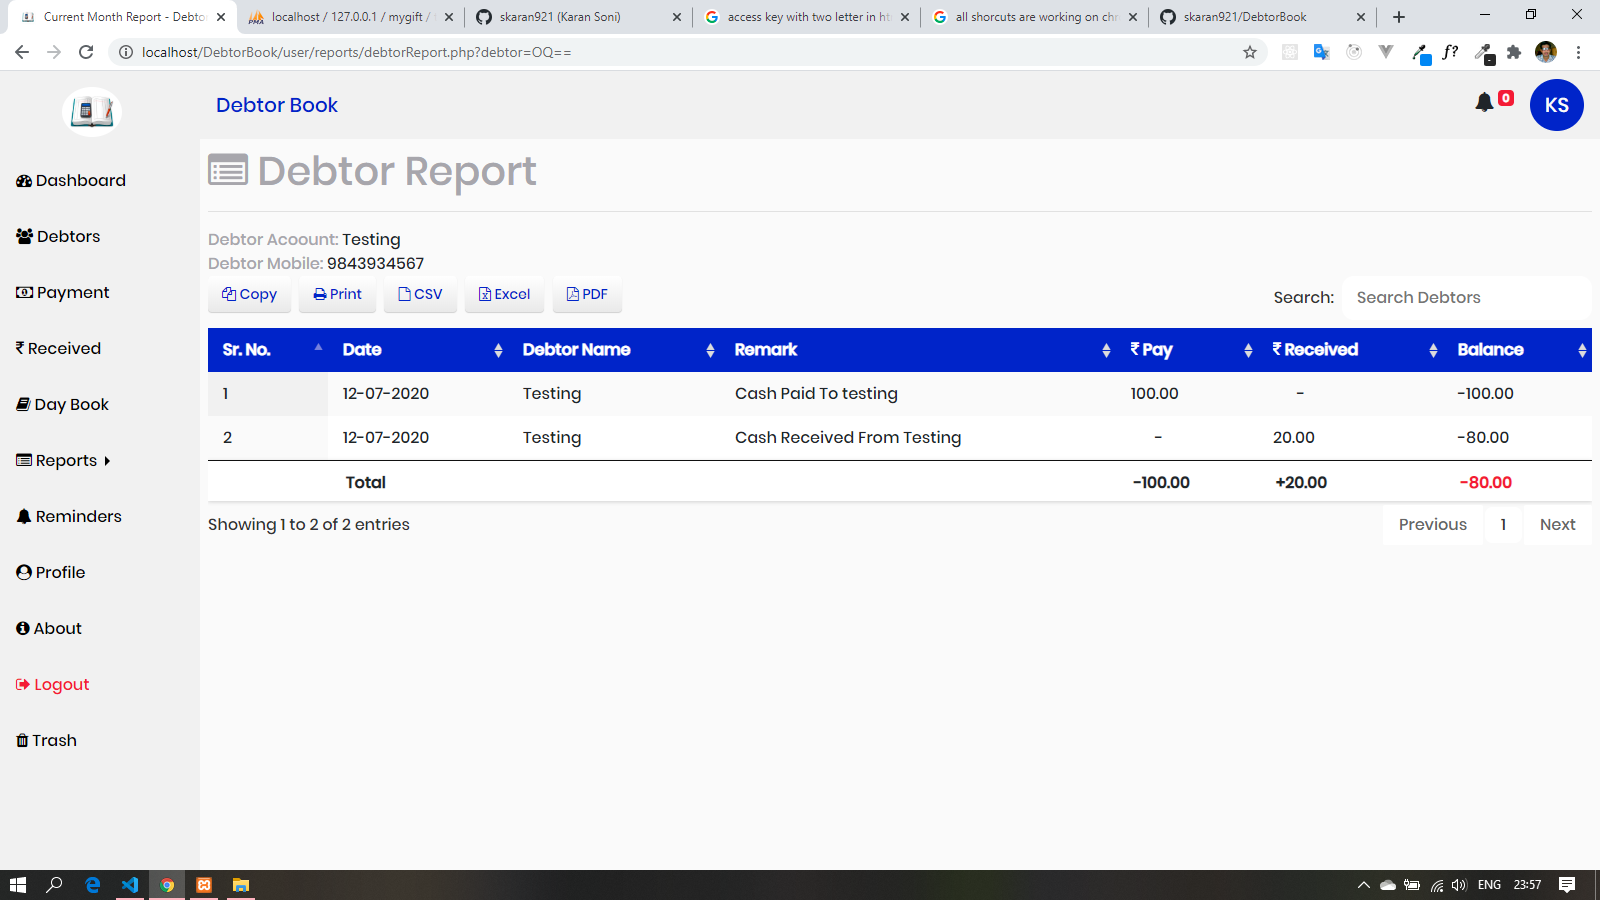 Current Month Report - Debto
localhost / 127.0.0.1 / mygift /
skaran921 (Karan Soni)
access key with two letter in ht
all shorcuts are working on chr
skaran921/DebtorBook
localhost/DebtorBook/user/reports/debtorReport.php?debtor=OQ==
Debtor Book
0
KS
Dashboard
Debtors
Payment
₹ Received
Day Book
Reports
Reminders
Profile
About
Logout
Trash
Debtor Report
Debtor Acoount: Testing
Debtor Mobile: 9843934567
Copy Print CSV Excel PDF
Search: Search Debtors
Sr. No. Date Debtor Name Remark ₹ Pay ₹ Received Balance
1 12-07-2020 Testing Cash Paid To testing 100.00 - -100.00
2 12-07-2020 Testing Cash Received From Testing - 20.00 -80.00
Total -100.00 +20.00 -80.00
Showing 1 to 2 of 2 entries
Previous 1 Next
ENG 23:57